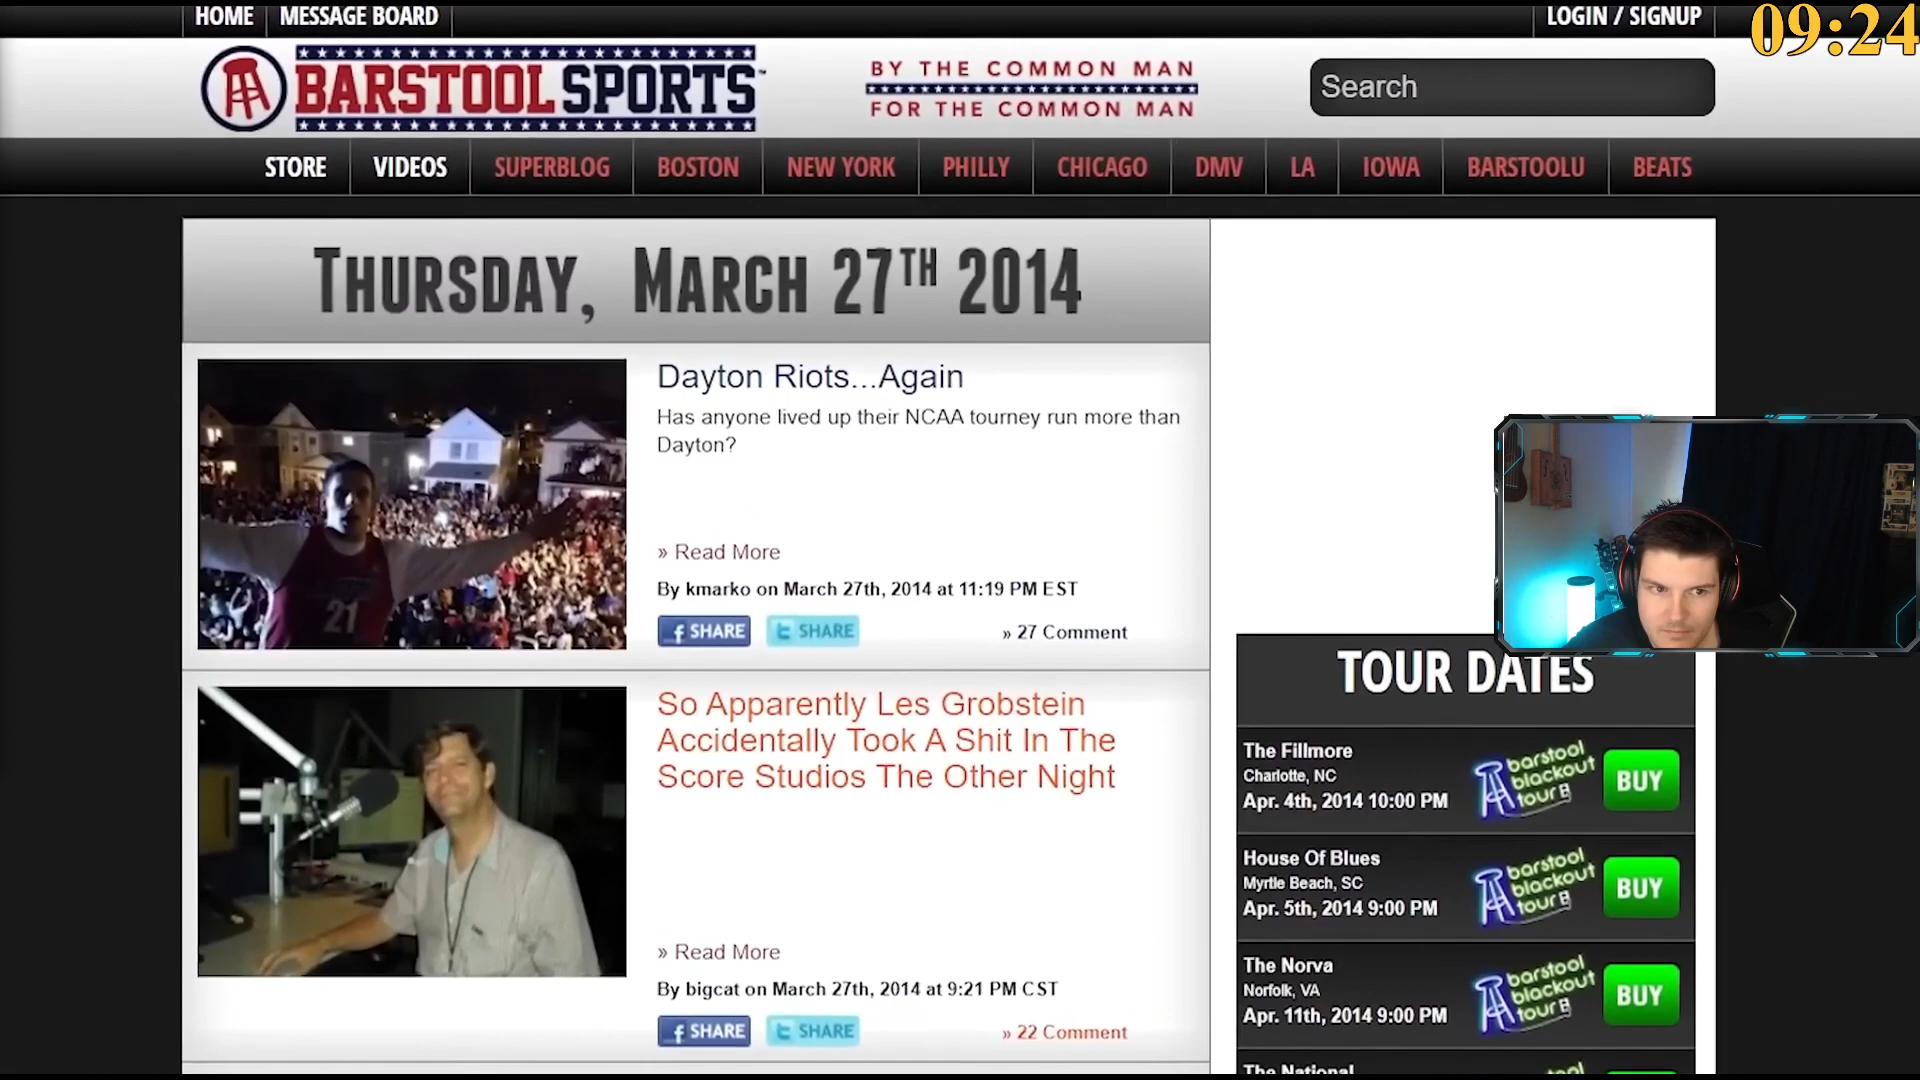 HOME MESSAGE BOARD LOGIN / SIGNUP
09:24
BARSTOOLSPORTS™
BY THE COMMON MAN
FOR THE COMMON MAN
Search
STORE VIDEOS SUPERBLOG BOSTON NEW YORK PHILLY CHICAGO DMV LA IOWA BARSTOOLU BEATS
THURSDAY, MARCH 27TH 2014
Dayton Riots...Again
Has anyone lived up their NCAA tourney run more than
Dayton?
» Read More
By kmarko on March 27th, 2014 at 11:19 PM EST
f SHARE t SHARE » 27 Comment
21
So Apparently Les Grobstein
Accidentally Took A Shit In The
Score Studios The Other Night
» Read More
By bigcat on March 27th, 2014 at 9:21 PM CST
f SHARE t SHARE » 22 Comment
TOUR DATES
The Fillmore
Charlotte, NC
Apr. 4th, 2014 10:00 PM
barstool
blackout
tour
BUY
House Of Blues
Myrtle Beach, SC
Apr. 5th, 2014 9:00 PM
barstool
blackout
tour
BUY
The Norva
Norfolk, VA
Apr. 11th, 2014 9:00 PM
barstool
blackout
tour
BUY
The National
barstool